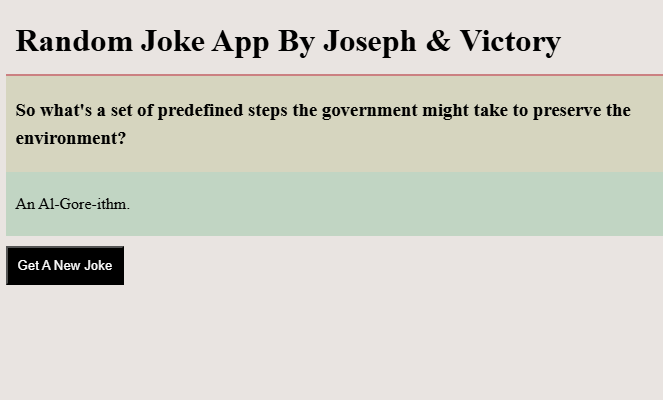 Random Joke App By Joseph & Victory
So what's a set of predefined steps the government might take to preserve the
environment?
An Al-Gore-ithm.
Get A New Joke